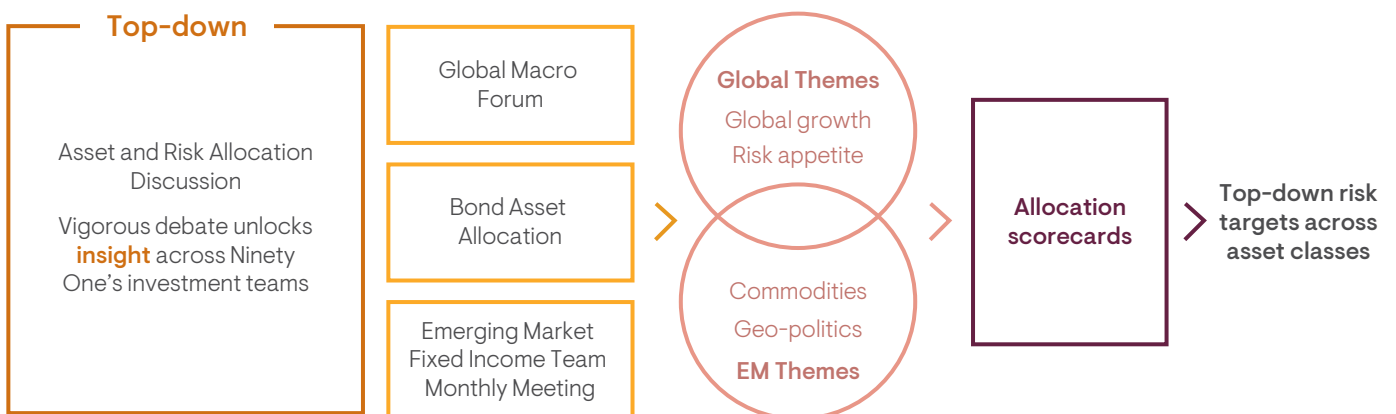 Top-down
Asset and Risk Allocation
Discussion
Vigorous debate unlocks
insight across Ninety
One’s investment teams
Global Macro
Forum
Bond Asset
Allocation
Emerging Market
Fixed Income Team
Monthly Meeting
Global Themes
Global growth
Risk appetite
Commodities
Geo-politics
EM Themes
Allocation
scorecards
Top-down risk
targets across
asset classes